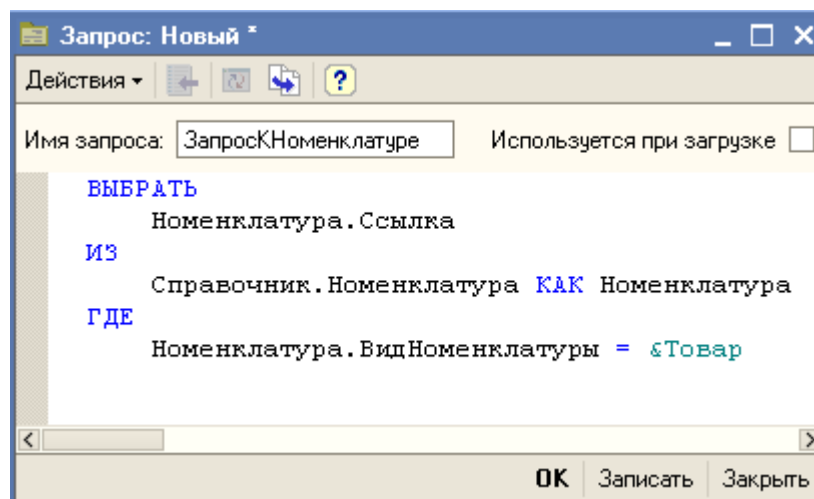 Запрос: Новый *
Действия
Имя запроса: ЗапросКНоменклатуре Используется при загрузке
ВЫБРАТЬ
Номенклатура.Ссылка
ИЗ
Справочник.Номенклатура КАК Номенклатура
ГДЕ
Номенклатура.ВидНоменклатуры = &Товар
OK Записать Закрыть